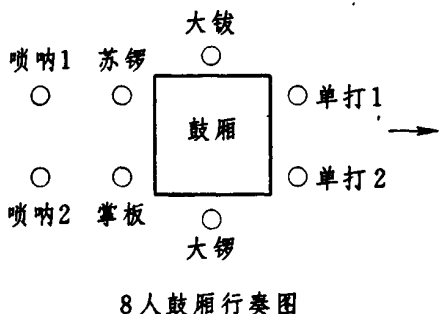 大钹
唢呐1 苏锣
单打1
鼓厢
单打2
唢呐2 掌板
大锣
8人鼓厢行奏图